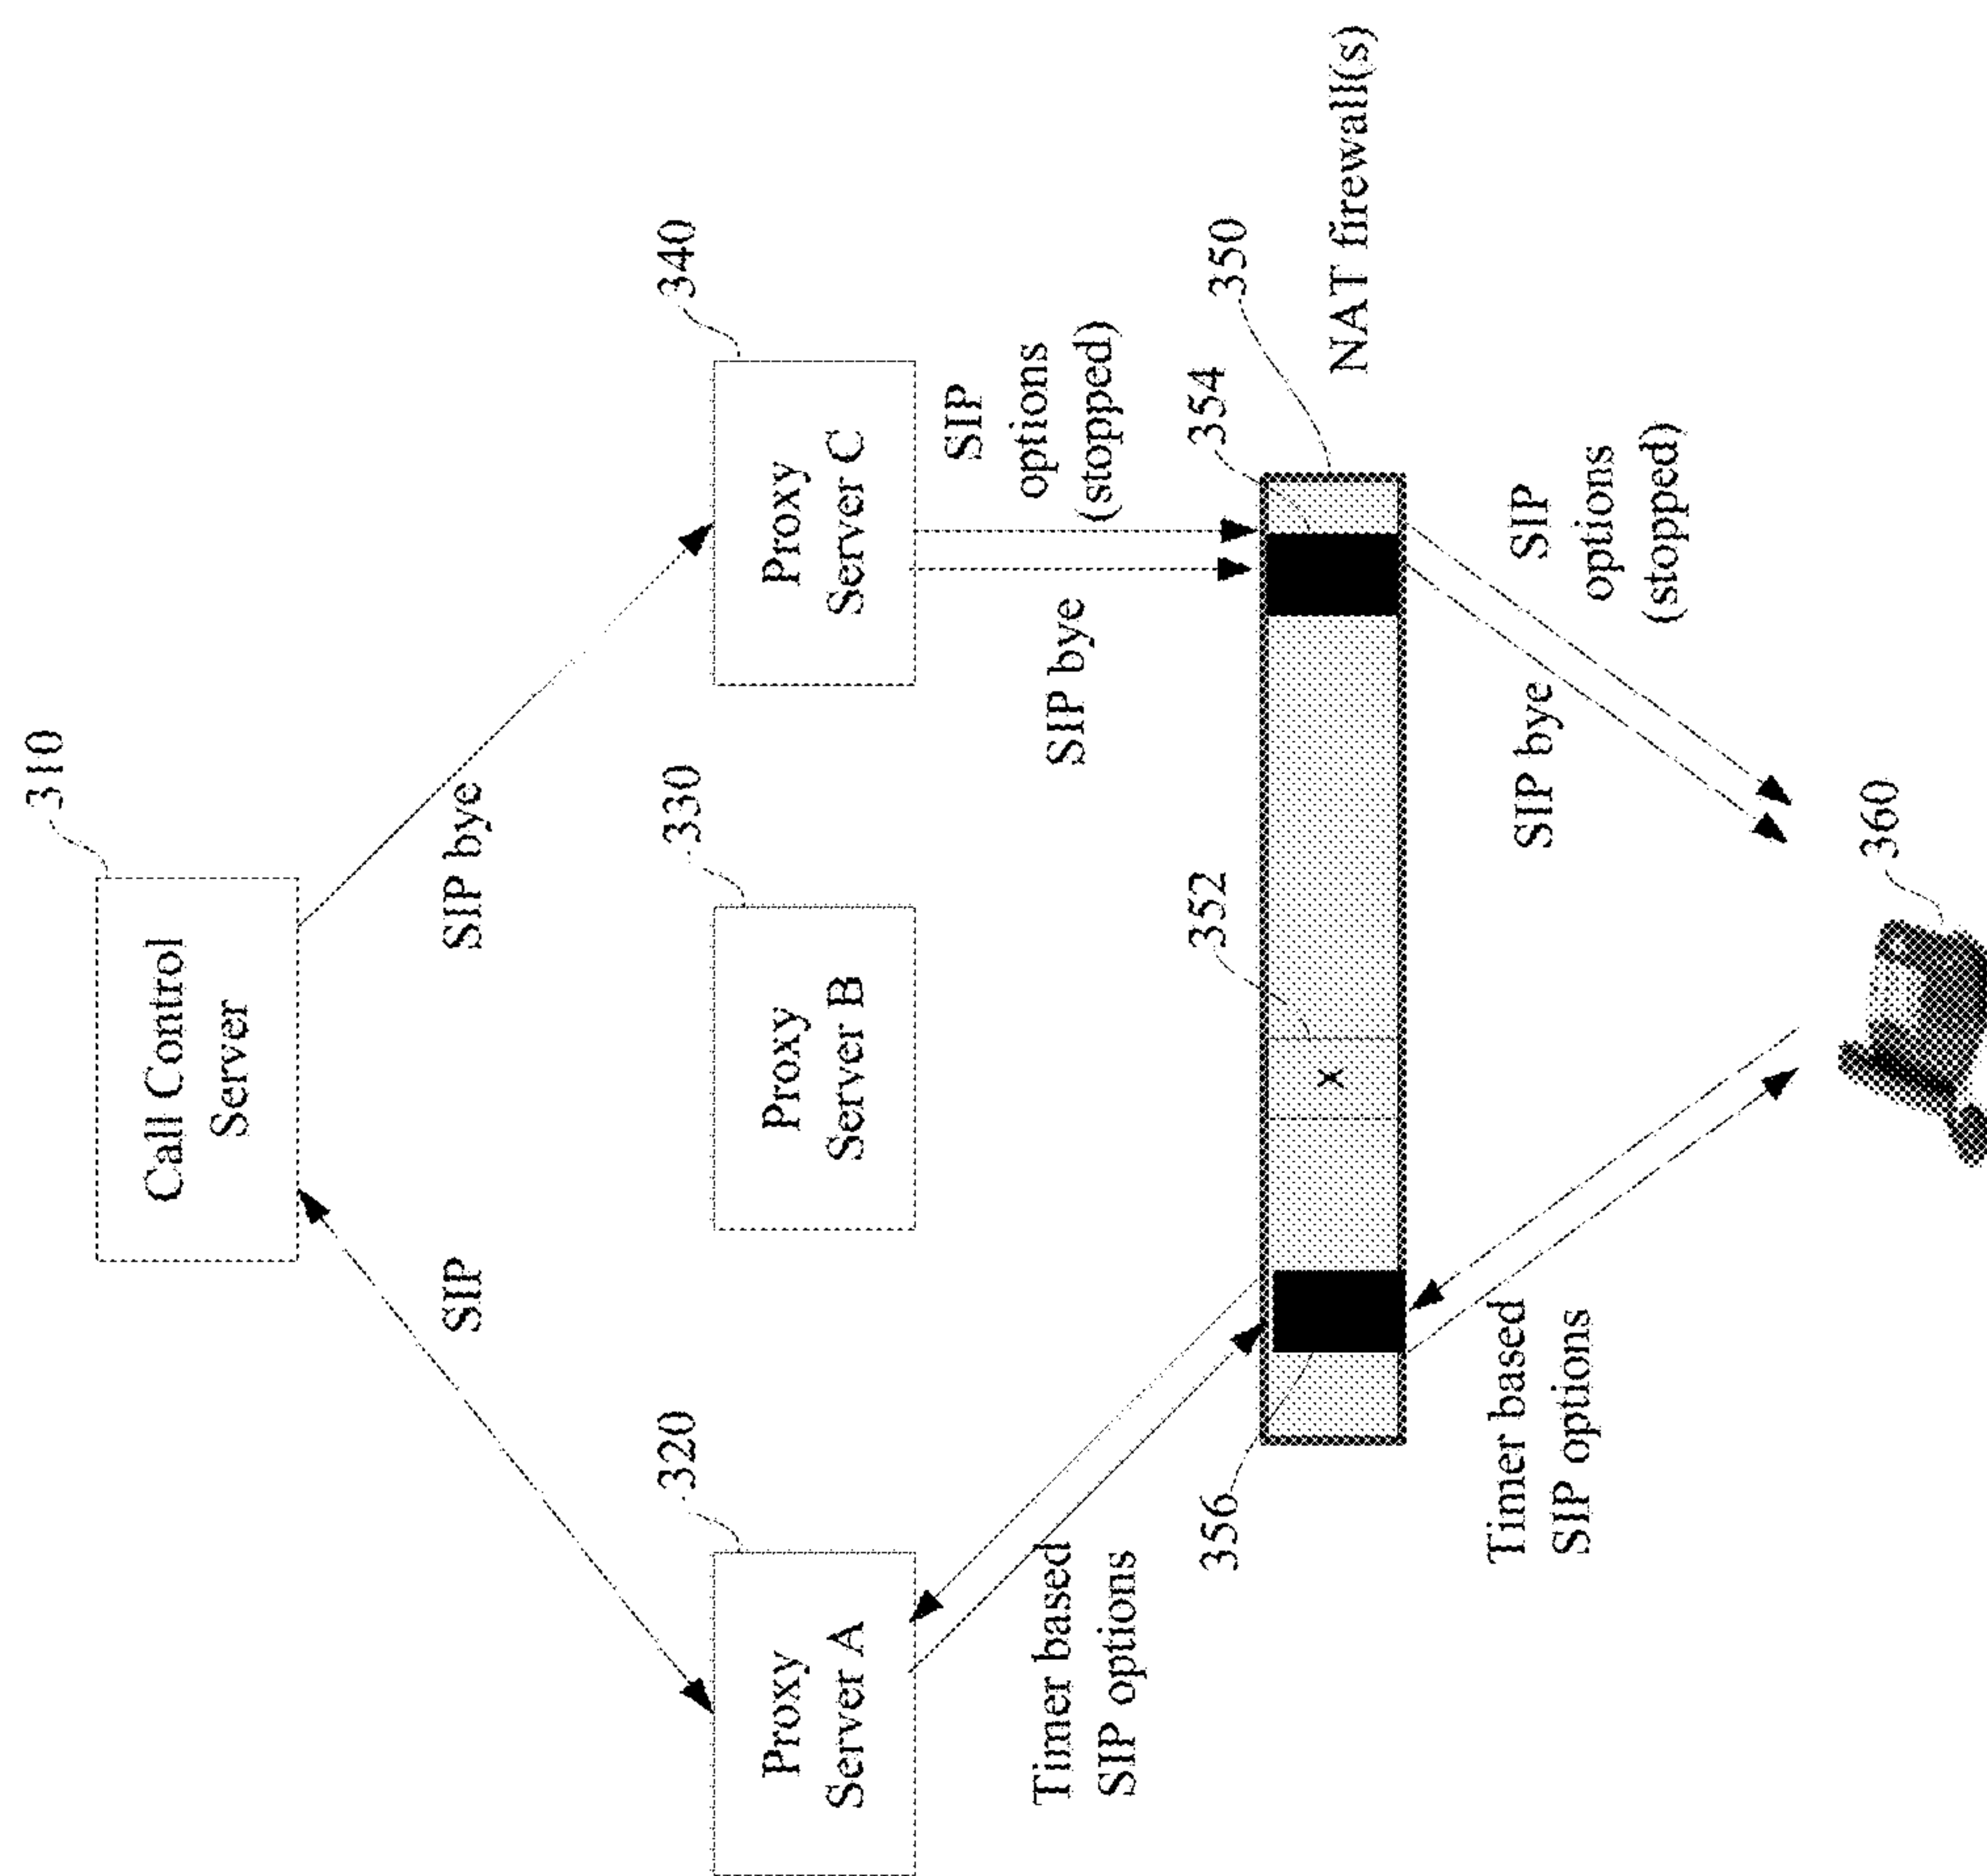 310
Call Control
Server
SIP
SIP bye
320
330
340
Proxy
Server A
Proxy
Server B
Proxy
Server C
SIP
options
(stopped)
Timer based
SIP options
SIP bye
356
352
354
350
x
NAT firewall(s)
Timer based
SIP options
SIP bye
SIP
options
(stopped)
360